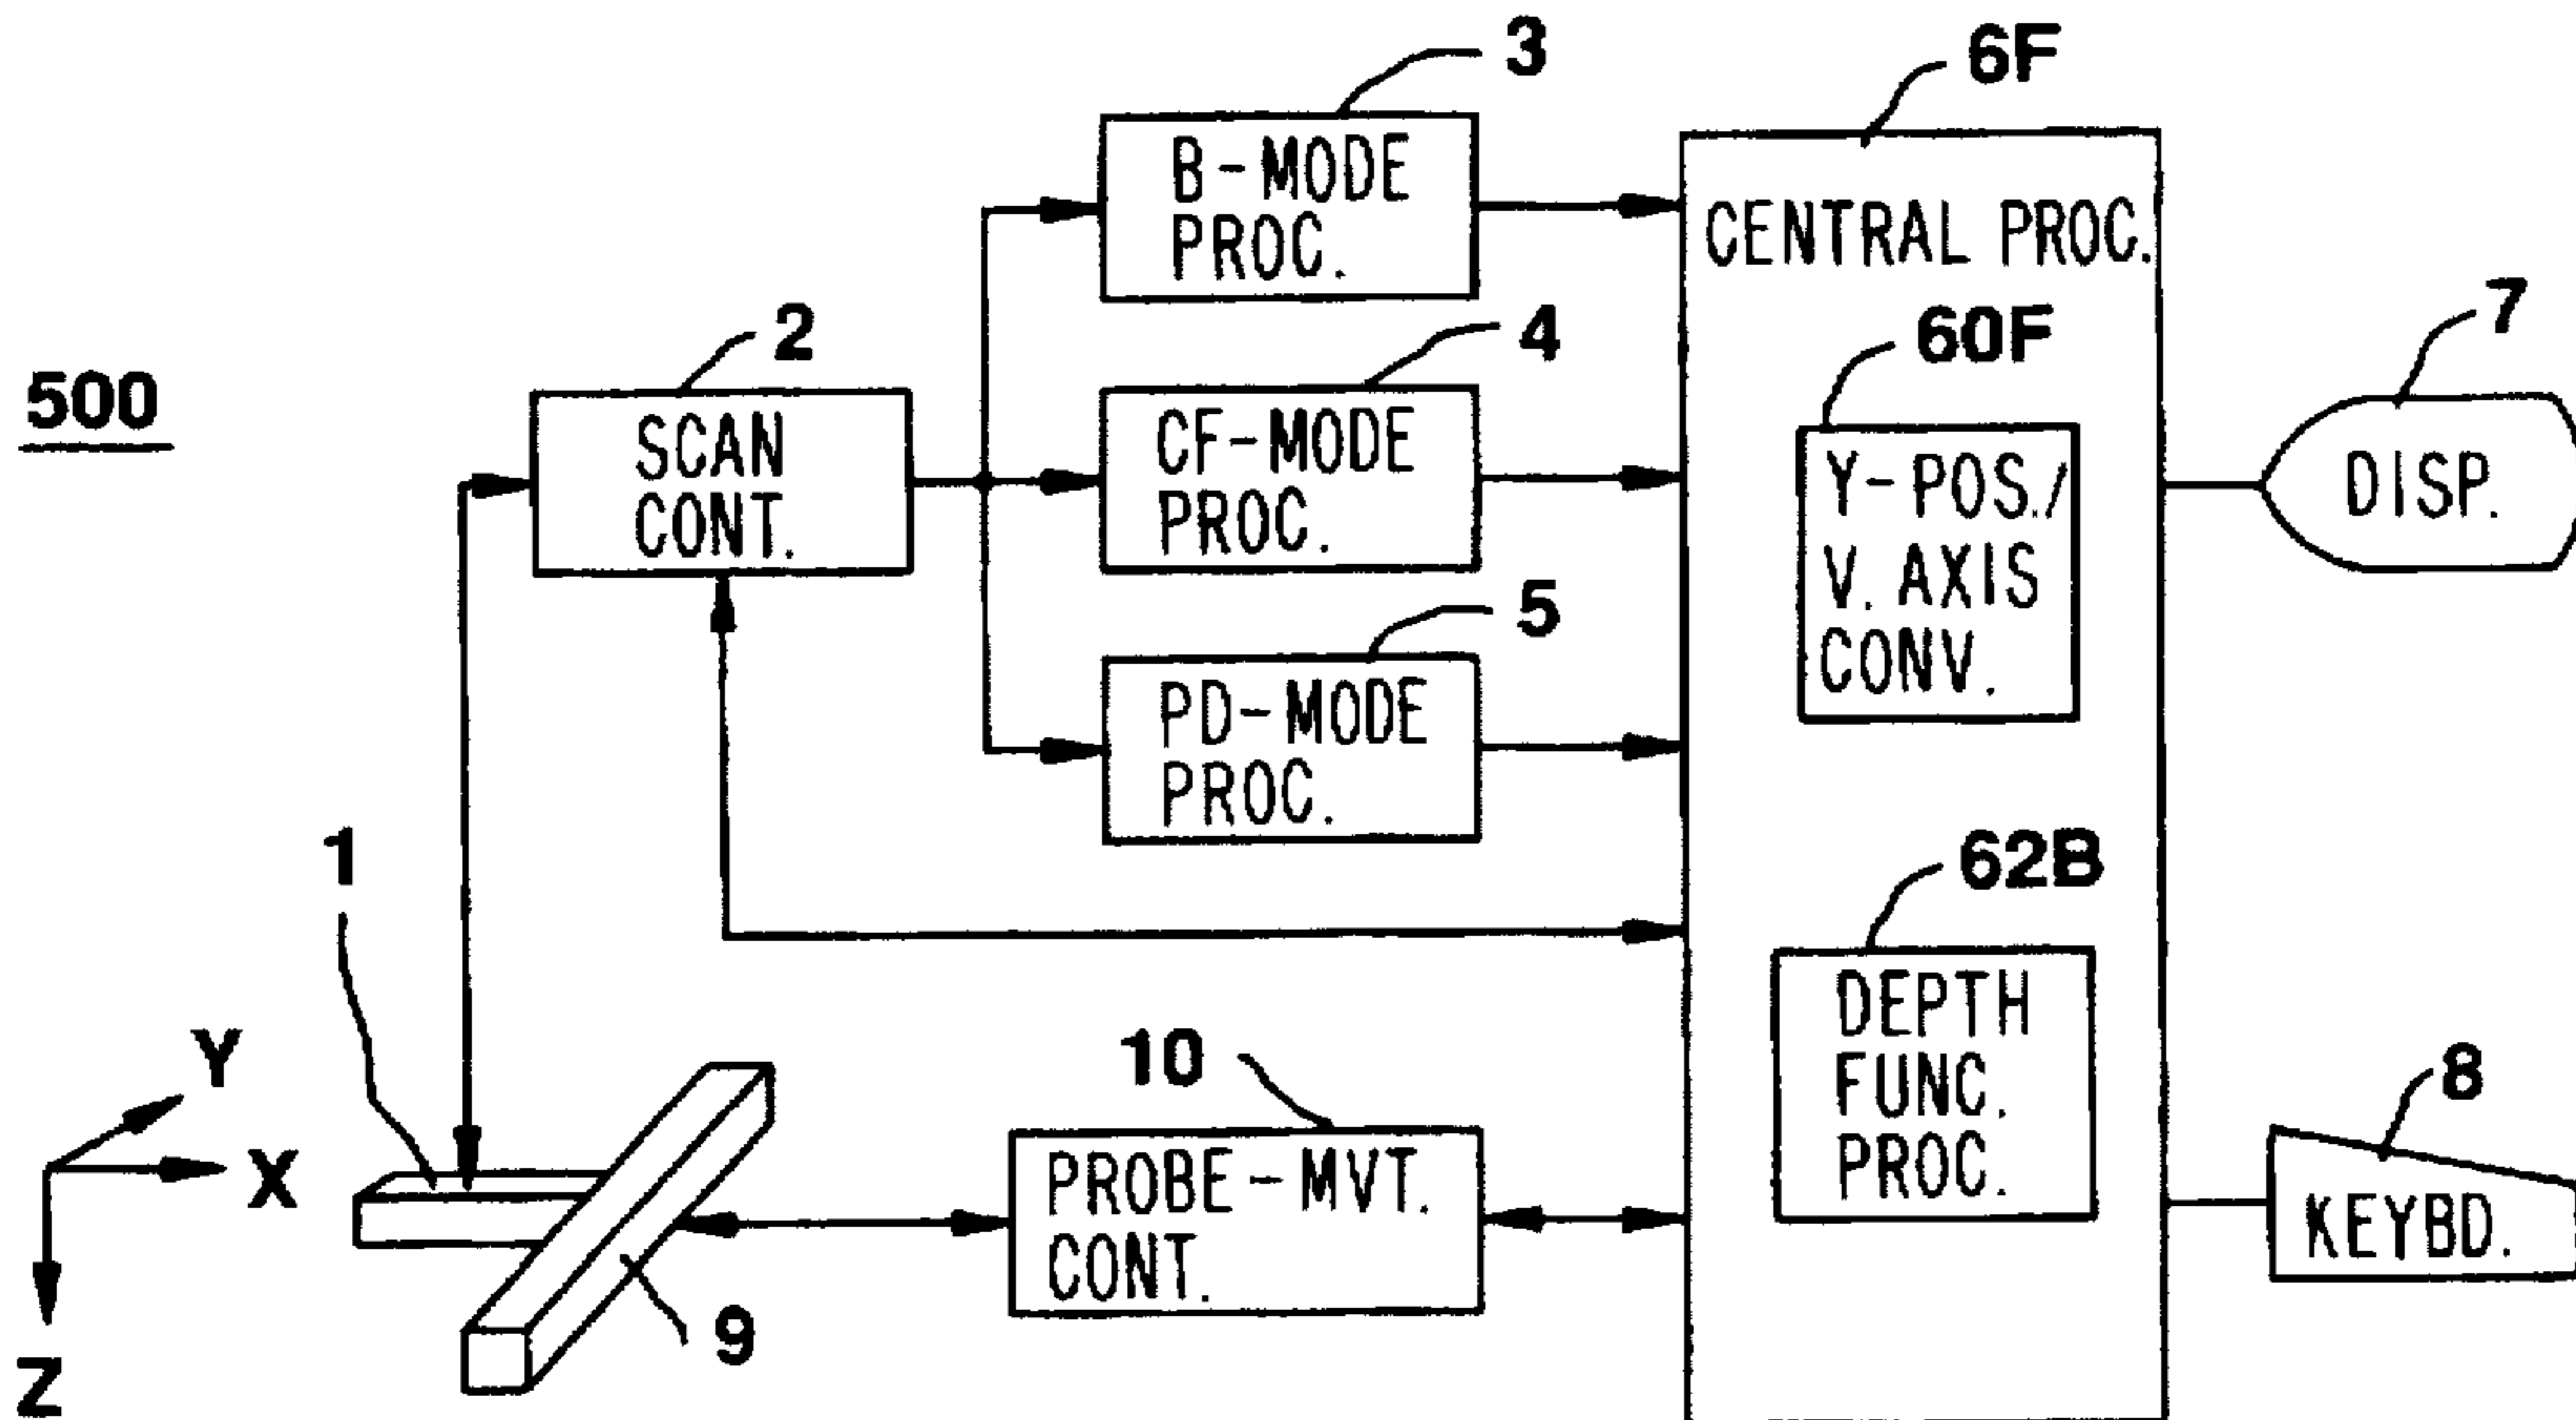 500
1
2
SCAN
CONT.
3
B-MODE
PROC.
4
CF-MODE
PROC.
5
PD-MODE
PROC.
6F
CENTRAL PROC.
60F
Y-POS./
V. AXIS
CONV.
62B
DEPTH
FUNC.
PROC.
7
DISP.
8
KEYBD.
10
PROBE-MVT.
CONT.
9
Y
X
Z